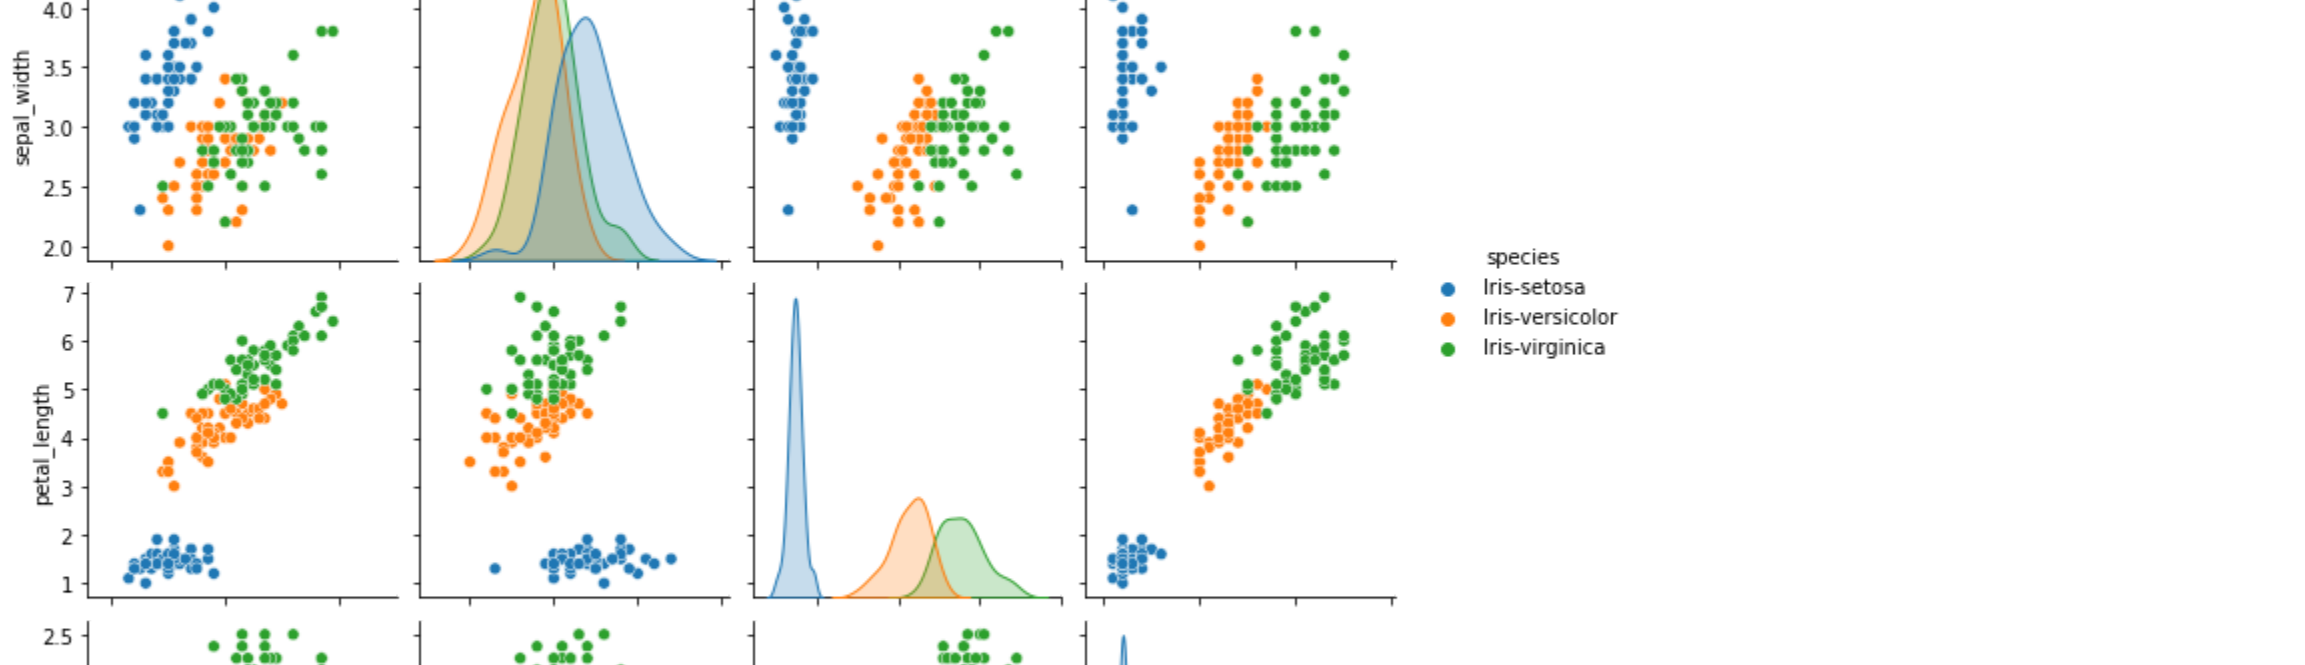 4.0
3.5
sepal_width
3.0
2.5
2.0
species
Iris-setosa
Iris-versicolor
Iris-virginica
7
6
5
petal_length
4
3
2
1
2.5